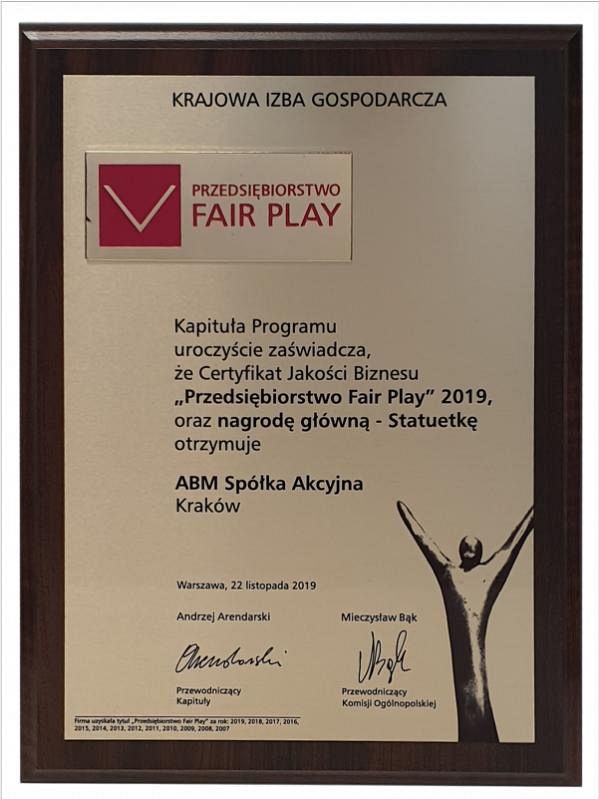 KRAJOWA IZBA GOSPODARCZA
PRZEDSIĘBIORSTWO
FAIR PLAY
Kapituła Programu
uroczyście zaświadcza,
że Certyfikat Jakości Biznesu
„Przedsiębiorstwo Fair Play” 2019,
oraz nagrodę główną - Statuetkę
otrzymuje
ABM Spółka Akcyjna
Kraków
Warszawa, 22 listopada 2019
Andrzej Arendarski
Mieczysław Bąk
Arendarski
MBąk
Przewodniczący
Kapituły
Przewodniczący
Komisji Ogólnopolskiej
Firma uzyskała tytuł „Przedsiębiorstwo Fair Play” za rok: 2019, 2018, 2017, 2016,
2015, 2014, 2013, 2012, 2011, 2010, 2009, 2008, 2007